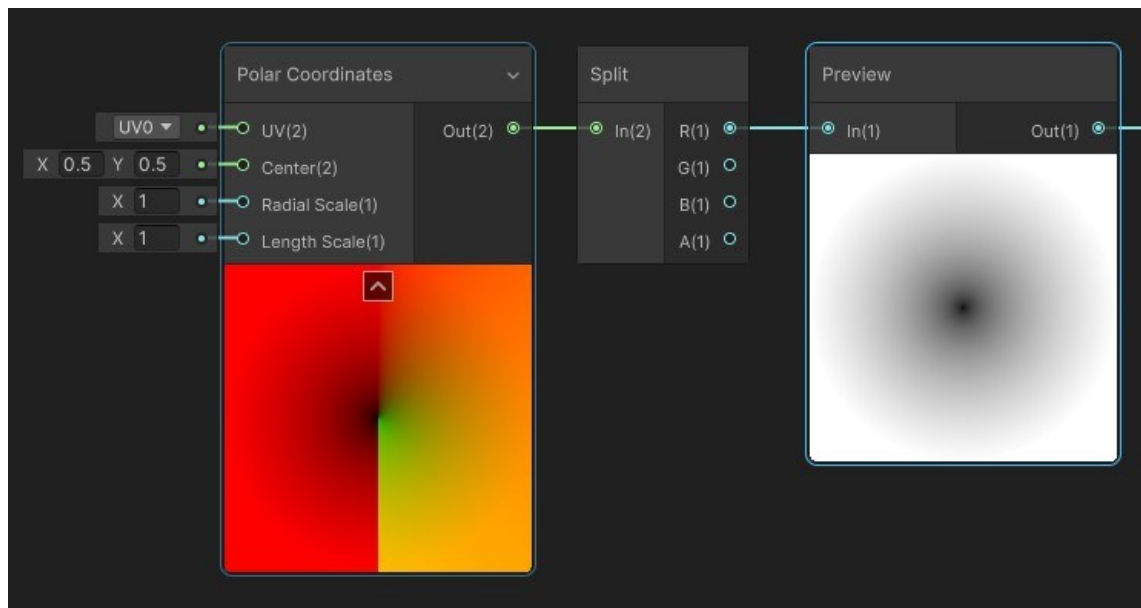 Polar Coordinates
UV0
UV(2)
Out(2)
X 0.5 Y 0.5
Center(2)
X 1
Radial Scale(1)
X 1
Length Scale(1)
Split
In(2)
R(1)
G(1)
B(1)
A(1)
Preview
In(1)
Out(1)